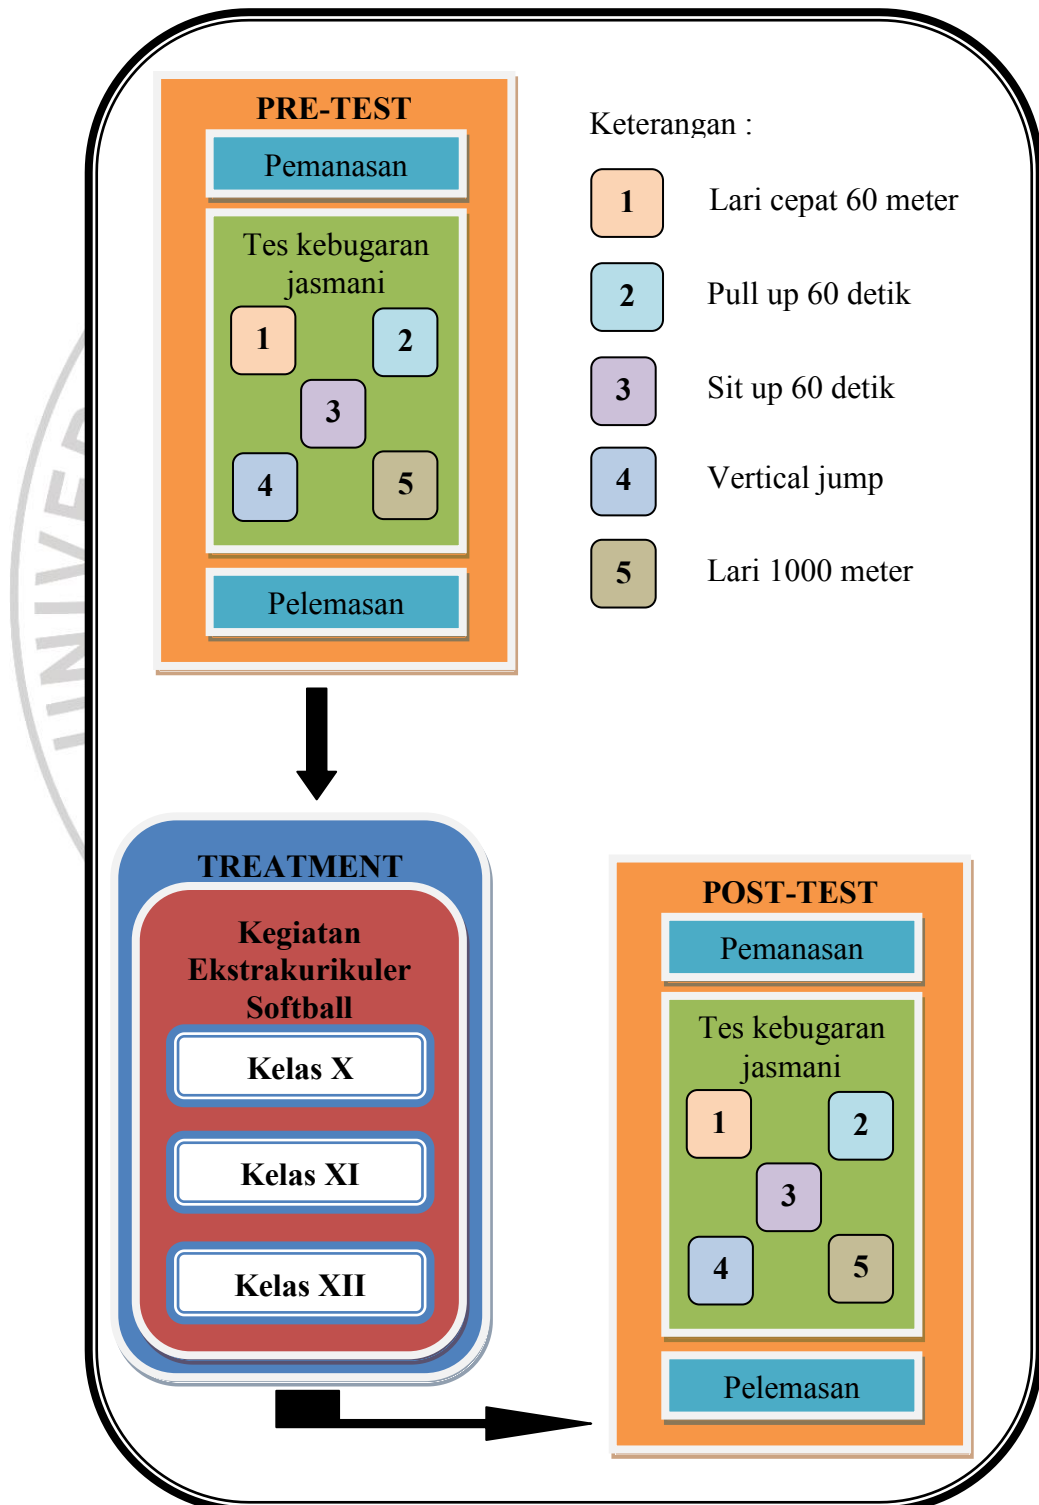 PRE-TEST
Pemanasan
Tes kebugaran
jasmani
1
2
3
4
5
Pelemasan
Keterangan :
1 Lari cepat 60 meter
2 Pull up 60 detik
3 Sit up 60 detik
4 Vertical jump
5 Lari 1000 meter
TREATMENT
Kegiatan
Ekstrakurikuler
Softball
Kelas X
Kelas XI
Kelas XII
POST-TEST
Pemanasan
Tes kebugaran
jasmani
1
2
3
4
5
Pelemasan